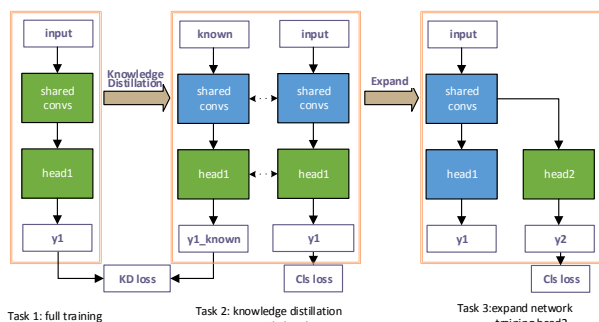 input
shared
convs
head1
y1
Knowledge
Distillation
known
input
shared
convs
shared
convs
head1
head1
y1_known
y1
KD loss
Cls loss
Expand
input
shared
convs
head1
head2
y1
y2
Cls loss
Task 1: full training
Task 2: knowledge distillation
Task 3:expand network
training head2